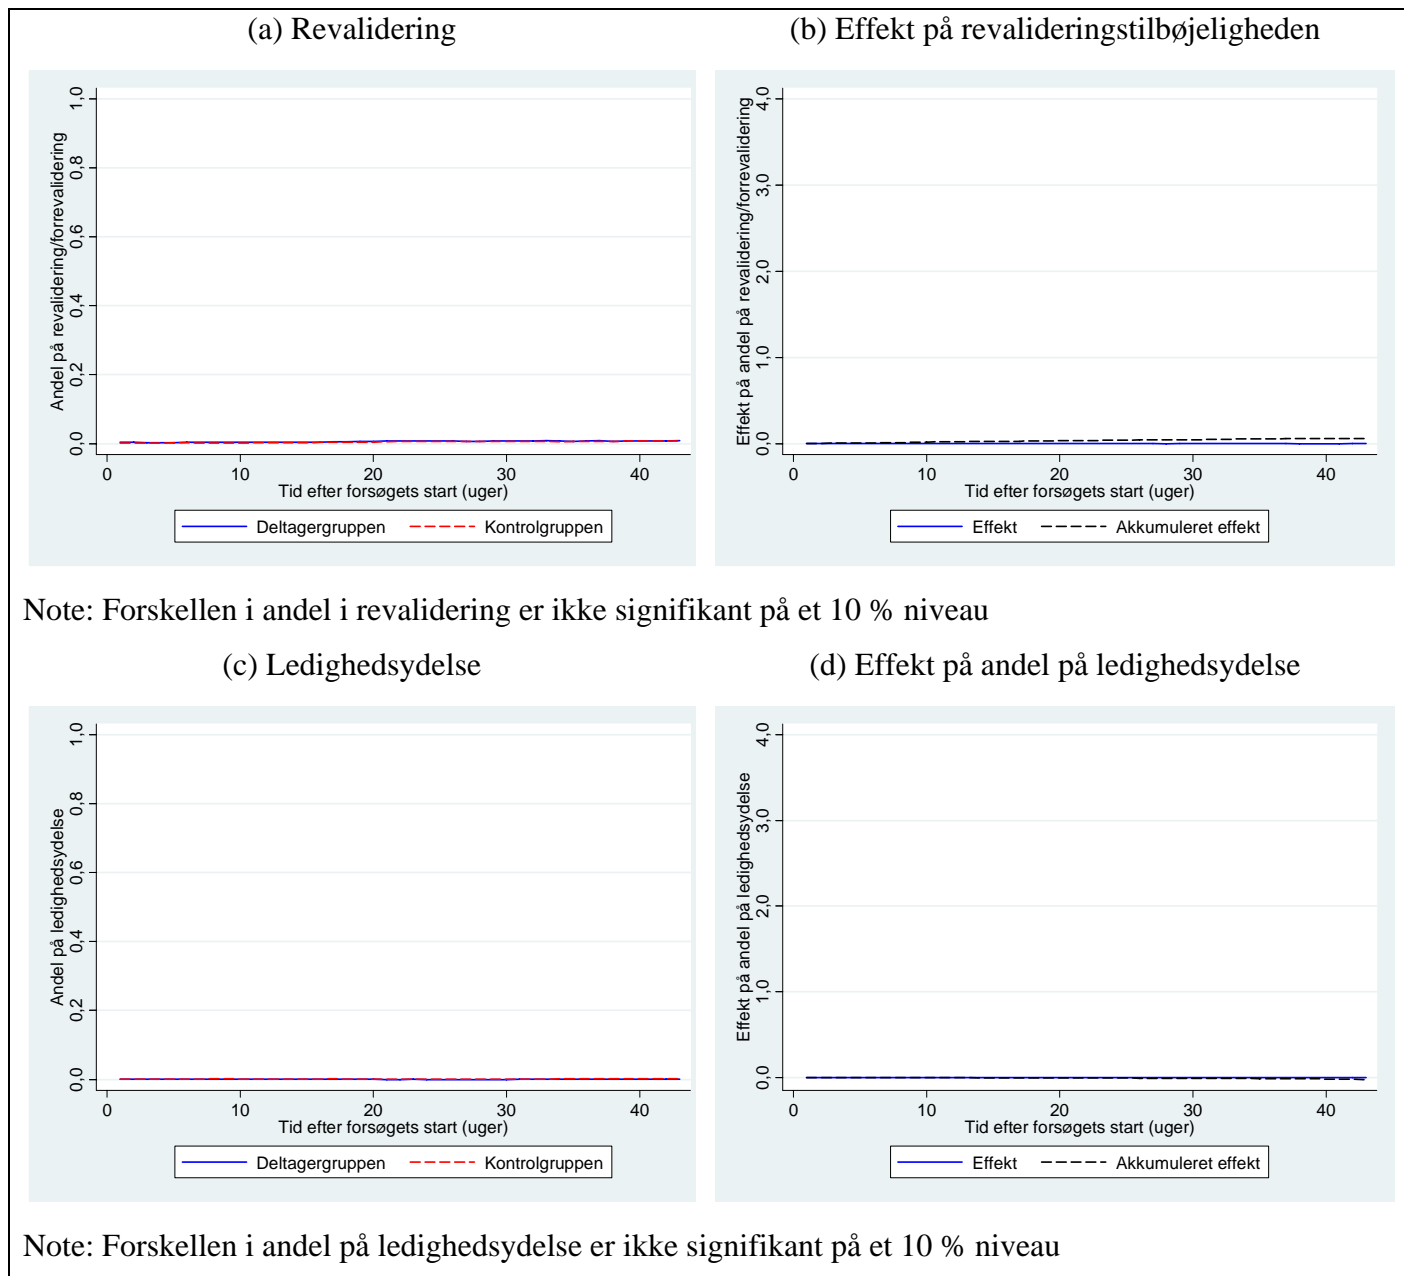 (a) Revalidering
Andel på revalidering/forrevalidering
1,0
0,8
0,6
0,4
0,2
0,0
0 10 20 30 40
Tid efter forsøgets start (uger)
Deltagergruppen Kontrolgruppen
(b) Effekt på revalideringstilbøjeligheden
Effekt på andel på revalidering/forrevalidering
4,0
3,0
2,0
1,0
0,0
0 10 20 30 40
Tid efter forsøgets start (uger)
Effekt Akkumuleret effekt
Note: Forskellen i andel i revalidering er ikke signifikant på et 10 % niveau
(c) Ledighedsydelse
Andel på ledighedsydelse
1,0
0,8
0,6
0,4
0,2
0,0
0 10 20 30 40
Tid efter forsøgets start (uger)
Deltagergruppen Kontrolgruppen
(d) Effekt på andel på ledighedsydelse
Effekt på andel på ledighedsydelse
4,0
3,0
2,0
1,0
0,0
0 10 20 30 40
Tid efter forsøgets start (uger)
Effekt Akkumuleret effekt
Note: Forskellen i andel på ledighedsydelse er ikke signifikant på et 10 % niveau